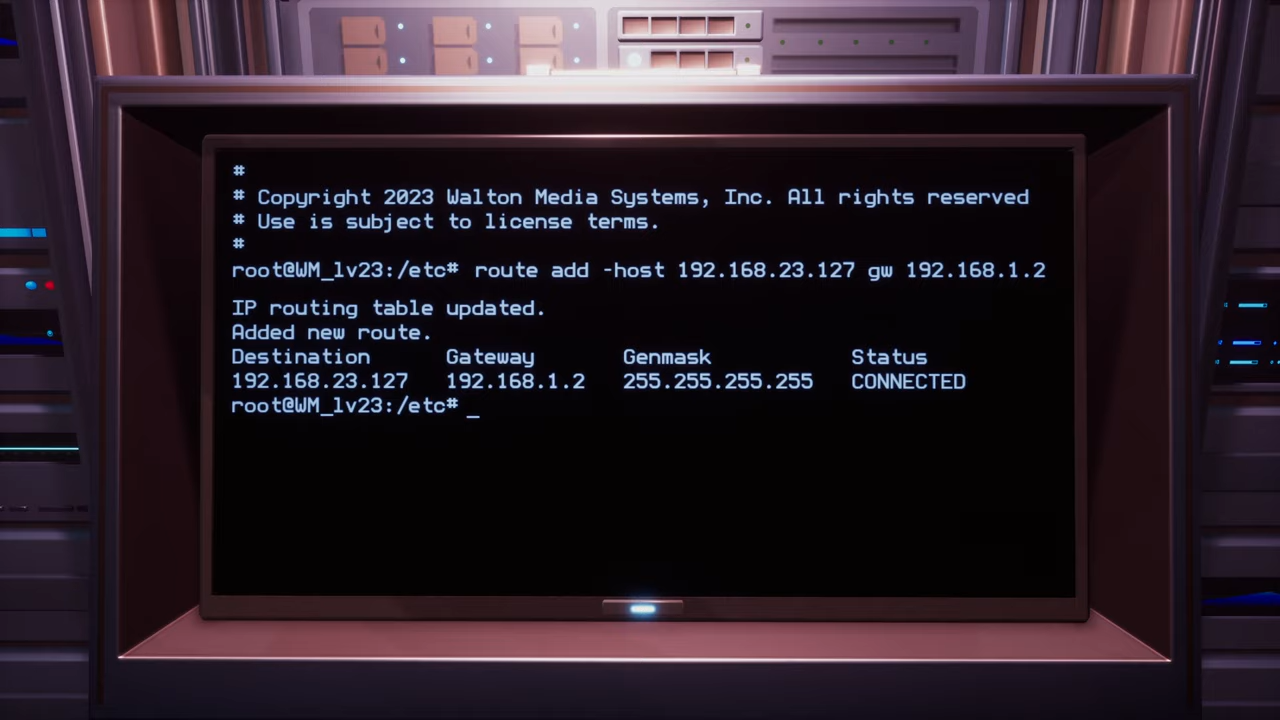 #
# Copyright 2023 Walton Media Systems, Inc. All rights reserved
# Use is subject to license terms.
#
root@WM_lv23:/etc# route add -host 192.168.23.127 gw 192.168.1.2
IP routing table updated.
Added new route.
Destination Gateway Genmask Status
192.168.23.127 192.168.1.2 255.255.255.255 CONNECTED
root@WM_lv23:/etc# _